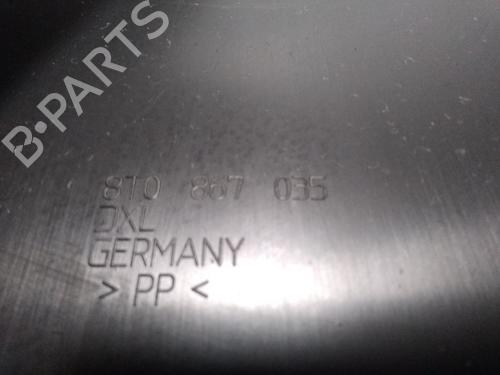 B-PARTS
8T0 867 035
DXL
GERMANY
> PP <